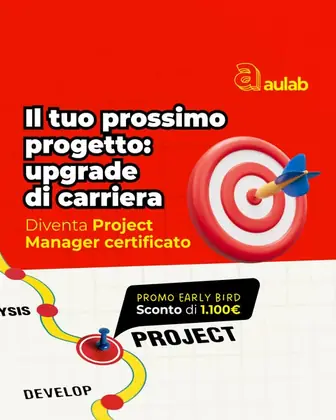 aulab
Il tuo prossimo
progetto:
upgrade
di carriera
Diventa Project
Manager certificato
PROMO EARLY BIRD
Sconto di 1.100€
YSIS
PROJECT
DEVELOP